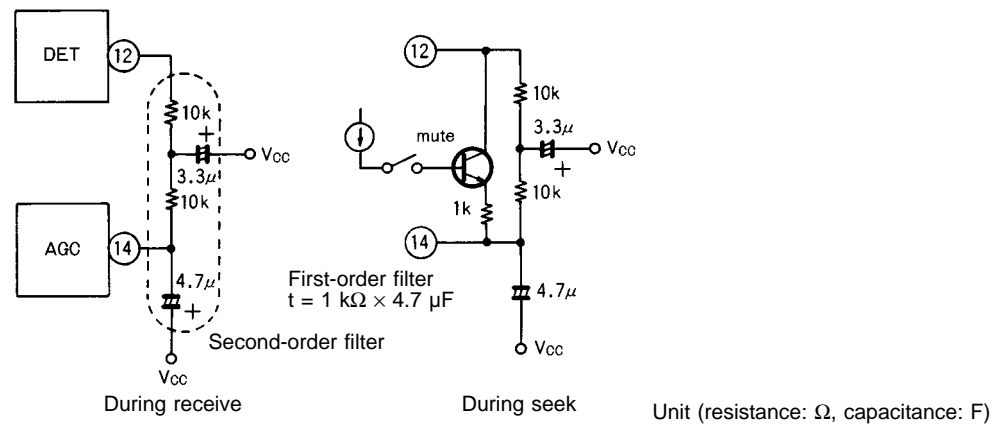 DET
12
10k
+
3.3μ
VCC
10k
AGC
14
4.7μ
+
VCC
Second-order filter
During receive
12
10k
mute
3.3μ
VCC
+
10k
1k
14
First-order filter
t = 1 kΩ × 4.7 μF
4.7μ
VCC
During seek
Unit (resistance: Ω, capacitance: F)